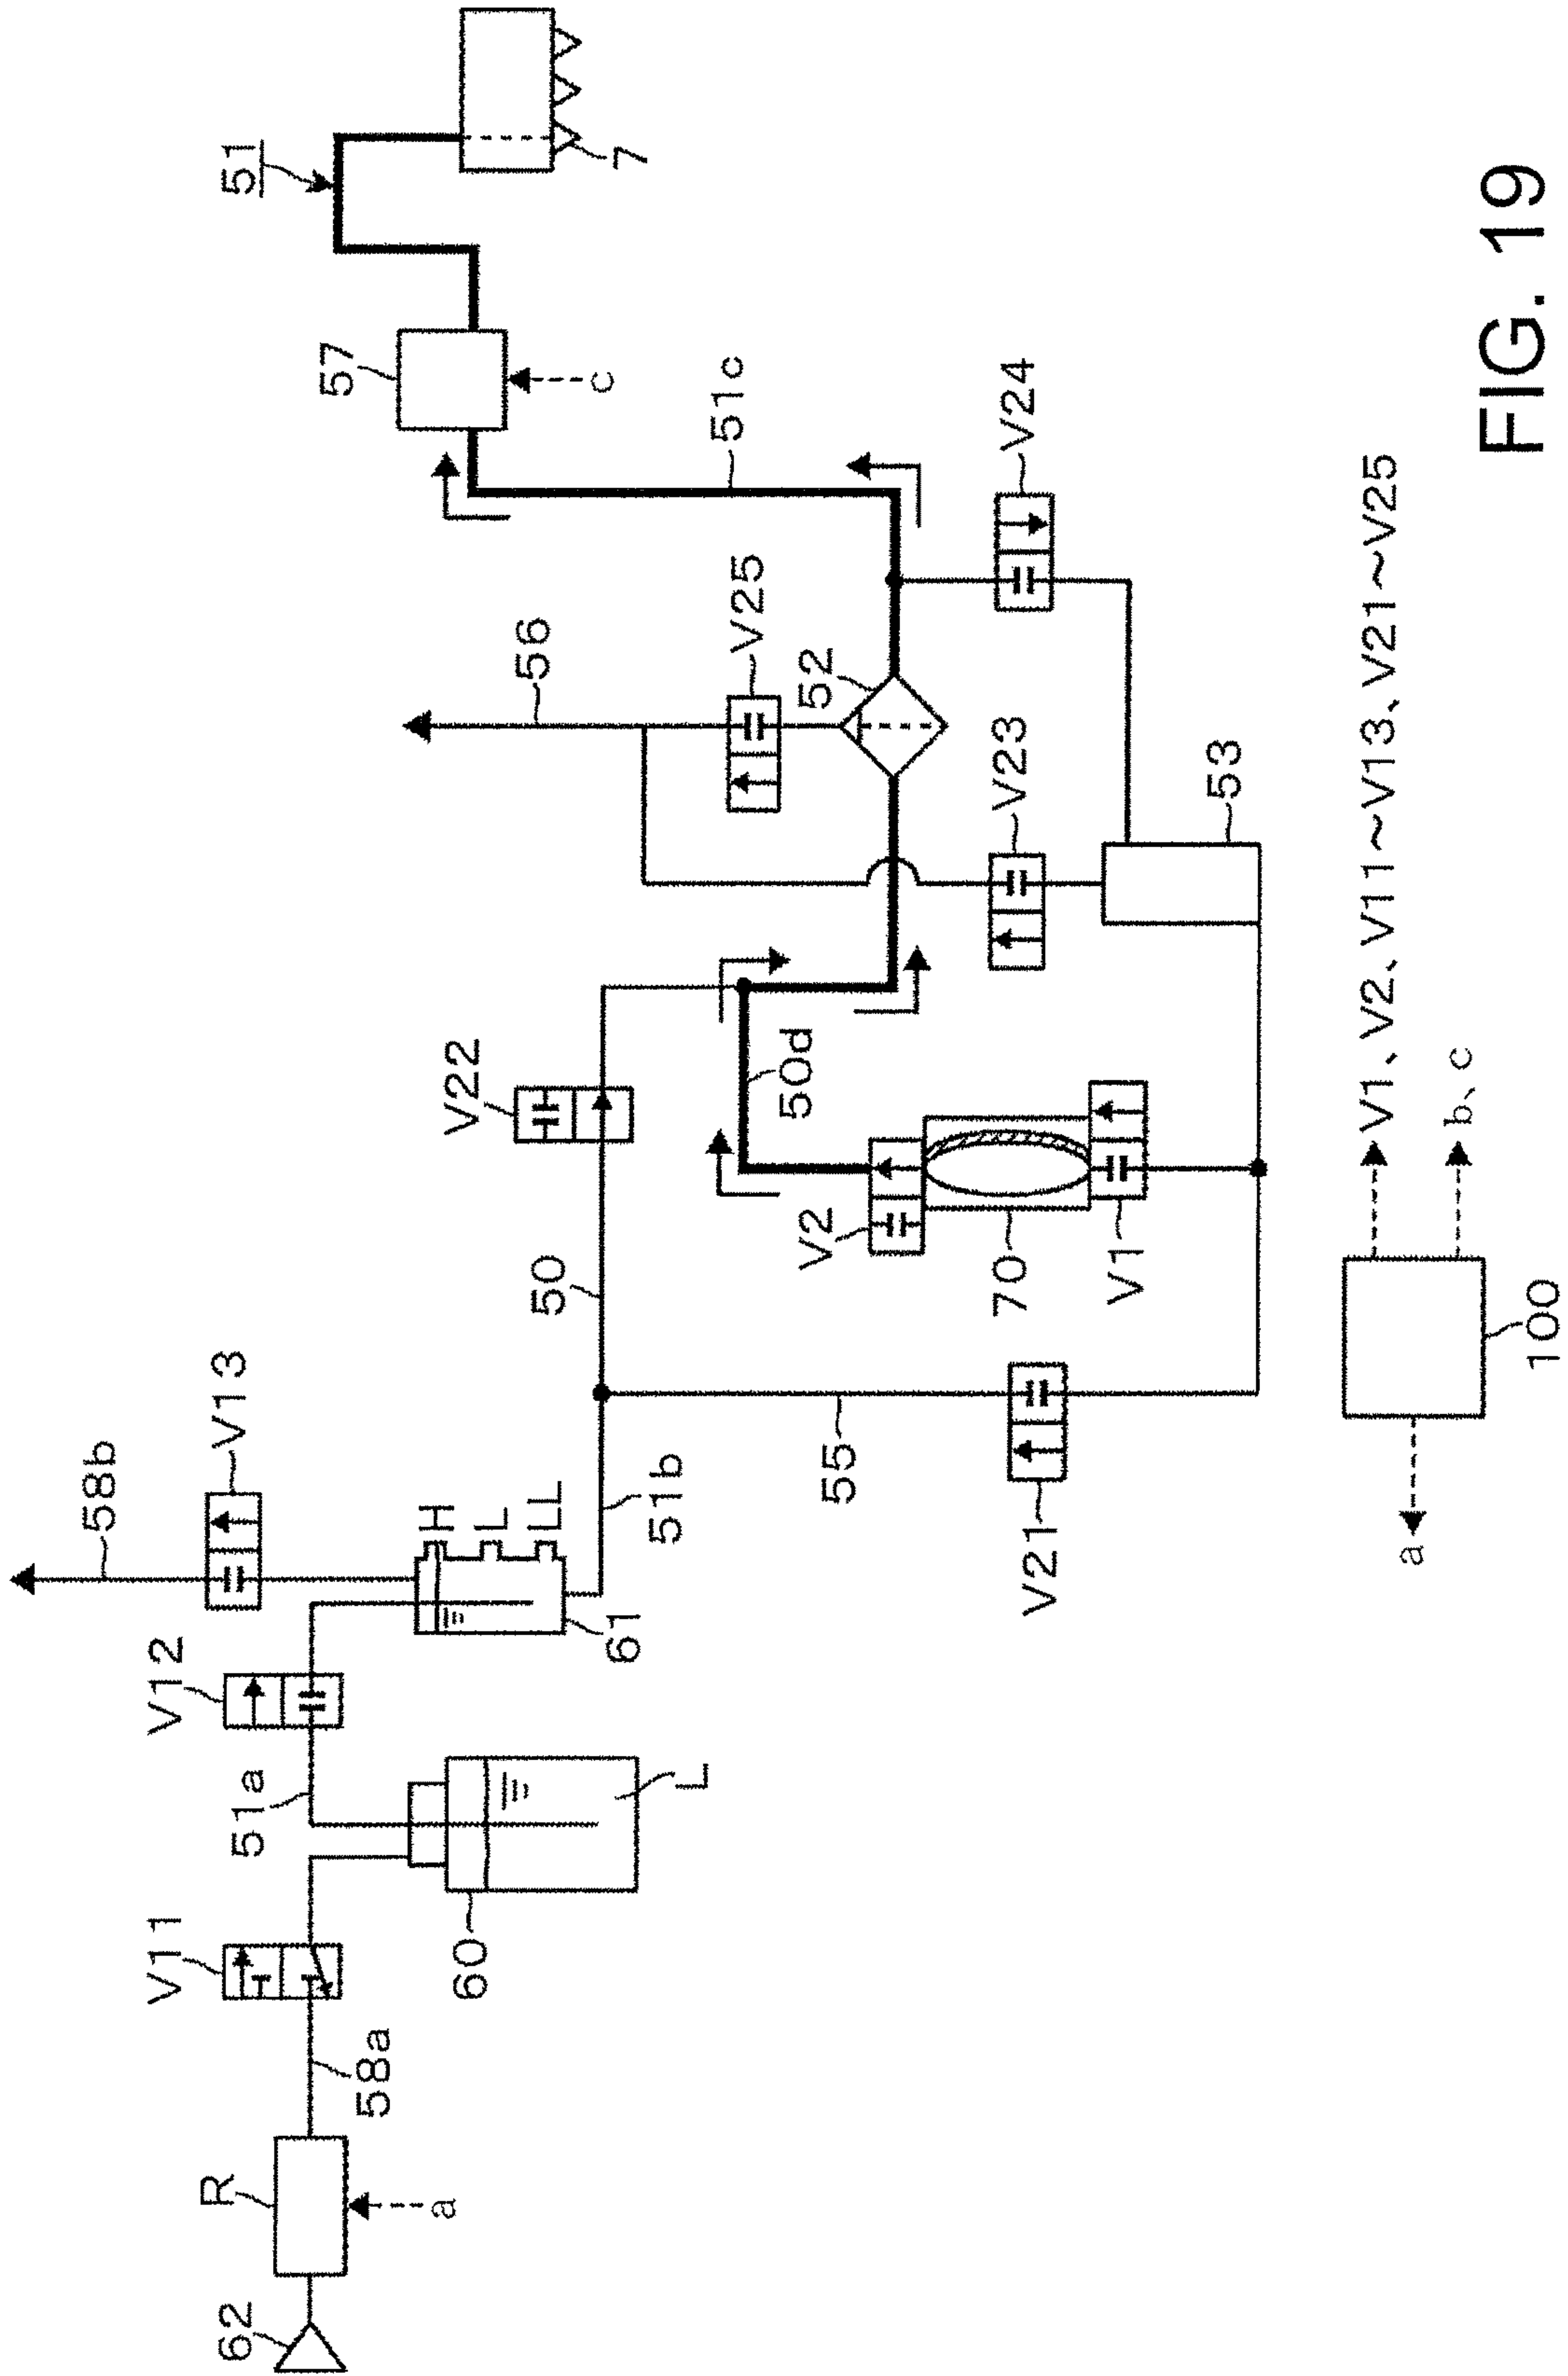 62
R
a
58a
V11
60
L
51a
V12
58b
V13
H
L
LL
61
51b
50
55
V21
V22
50d
V2
70
V1
56
V25
52
V23
53
V24
51c
57
c
51
7
100
a
V1、V2、V11～V13、V21～V25
b、c
FIG. 19